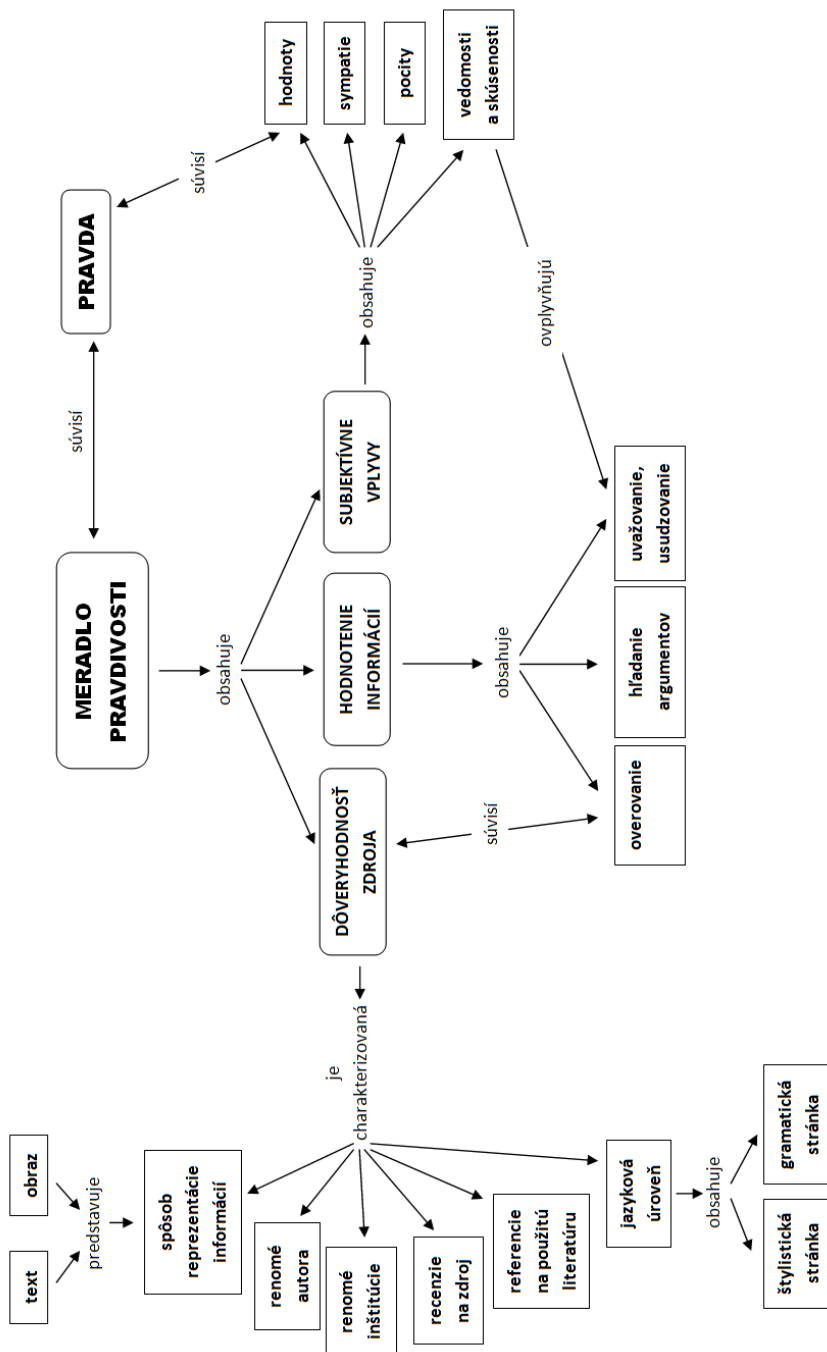 MERADLO
PRAVDIVOSTI
súvisí
PRAVDA
súvisí
obsahuje
DÔVERYHODNOSŤ
ZDROJA
HODNOTENIE
INFORMÁCIÍ
SUBJEKTÍVNE
VPLYVY
obsahuje
hodnoty
sympatie
pocity
vedomosti
a skúsenosti
ovplyvňujú
obsahuje
súvisí
overovanie
hľadanie
argumentov
uvažovanie,
usudzovanie
je
charakterizovaná
text
obraz
predstavuje
spôsob
reprezentácie
informácií
renomé
autora
renomé
inštitúcie
recenzie
na zdroj
referencie
na použitú
literatúru
jazyková
úroveň
obsahuje
štylistická
stránka
gramatická
stránka